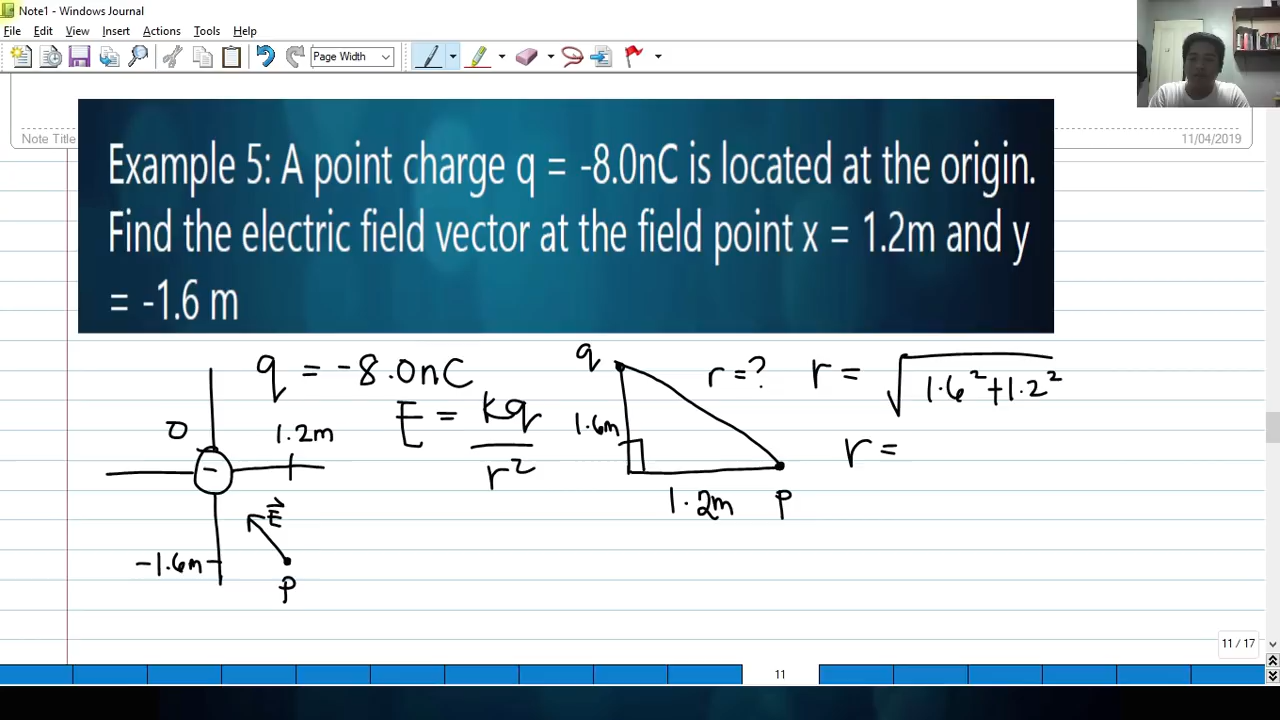 Note1 - Windows Journal
File Edit View Insert Actions Tools Help
Page Width
Note Title
11/04/2019
Example 5: A point charge q = -8.0nC is located at the origin.
Find the electric field vector at the field point x = 1.2m and y
= -1.6 m
q = -8.0nC
E = kq
r²
0
1.2m
-
E
-1.6m
P
q
r = ?
1.6m
1.2m
P
r = √1.6²+1.2²
r =
11 / 17
11